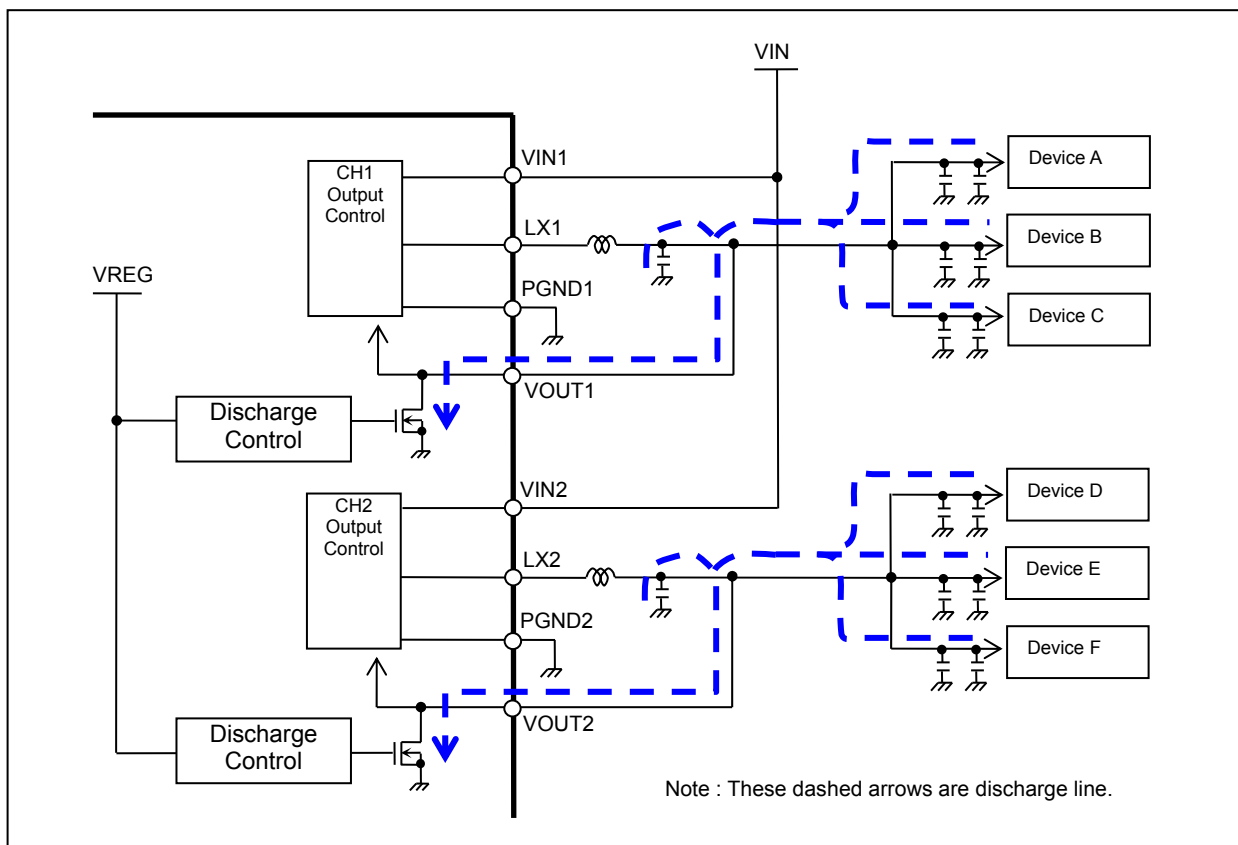 VIN
VIN1
CH1
Output
Control
Device A
LX1
Device B
VREG
PGND1
Device C
VOUT1
Discharge
Control
VIN2
CH2
Output
Control
Device D
LX2
Device E
PGND2
Device F
VOUT2
Discharge
Control
Note : These dashed arrows are discharge line.